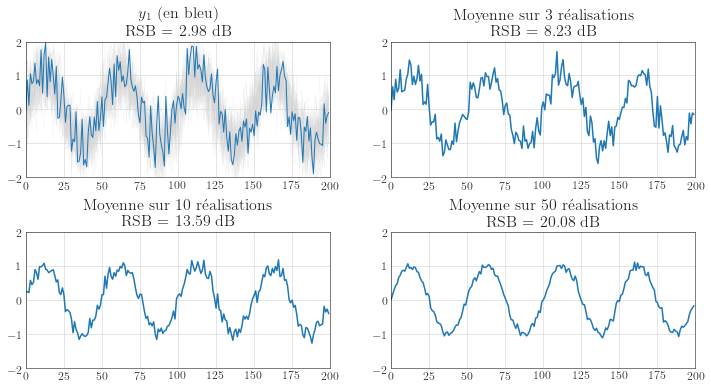 y₁ (en bleu)
RSB = 2.98 dB
2
1
0
−1
−2
0 25 50 75 100 125 150 175 200
Moyenne sur 3 réalisations
RSB = 8.23 dB
2
1
0
−1
−2
0 25 50 75 100 125 150 175 200
Moyenne sur 10 réalisations
RSB = 13.59 dB
2
1
0
−1
−2
0 25 50 75 100 125 150 175 200
Moyenne sur 50 réalisations
RSB = 20.08 dB
2
1
0
−1
−2
0 25 50 75 100 125 150 175 200